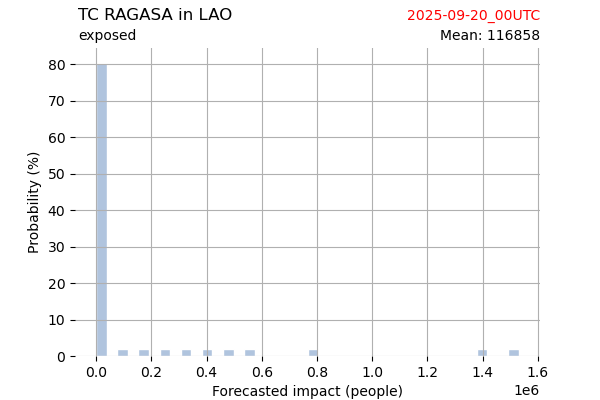 TC RAGASA in LAO
2025-09-20_00UTC
exposed
Mean: 116858
80
70
60
50
40
30
20
10
0
Probability (%)
0.0 0.2 0.4 0.6 0.8 1.0 1.2 1.4 1.6
1e6
Forecasted impact (people)